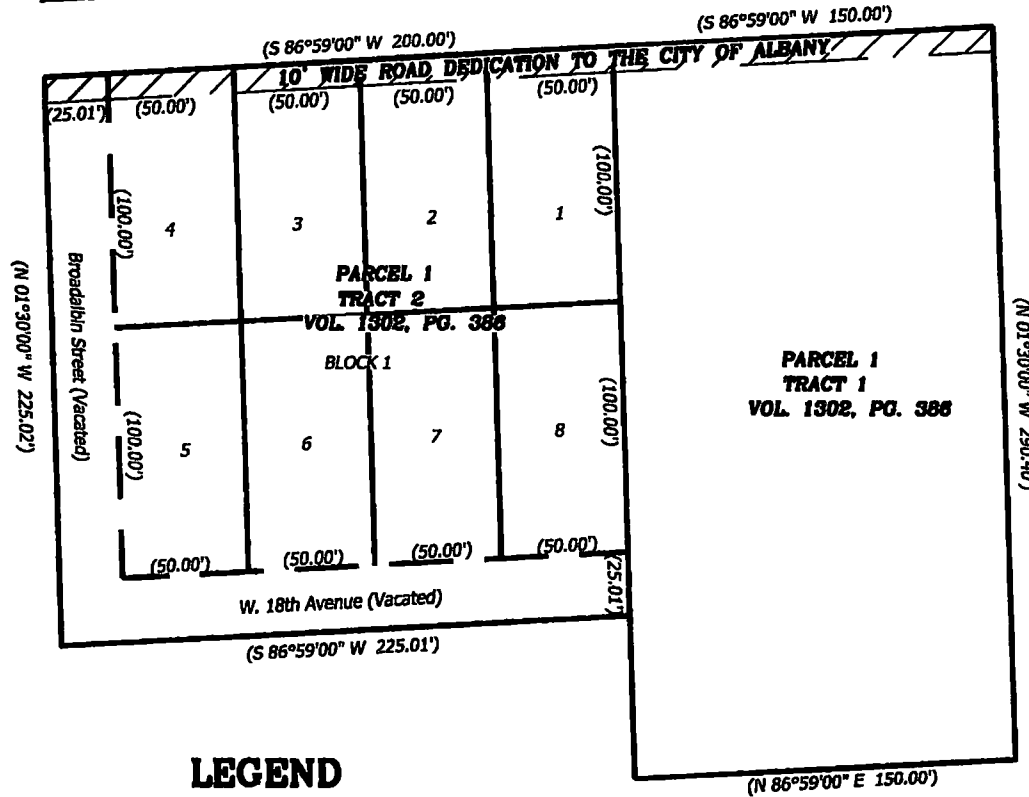 (S 86°59'00" W 150.00')
(S 86°59'00" W 200.00')
10' WIDE ROAD DEDICATION TO THE CITY OF ALBANY
(25.01')
(50.00')
(50.00')
(50.00')
(50.00')
(100.00')
(100.00')
4
3
2
1
PARCEL 1
TRACT 2
VOL. 1302, PG. 386
BLOCK 1
(N 01°30'00" W 225.02')
Broadalbin Street (Vacated)
PARCEL 1
TRACT 1
VOL. 1302, PG. 386
(N 01°30'00" W 290.40')
(100.00')
(100.00')
5
6
7
8
(50.00')
(50.00')
(50.00')
(50.00')
(25.01')
W. 18th Avenue (Vacated)
(S 86°59'00" W 225.01')
LEGEND
(N 86°59'00" E 150.00')